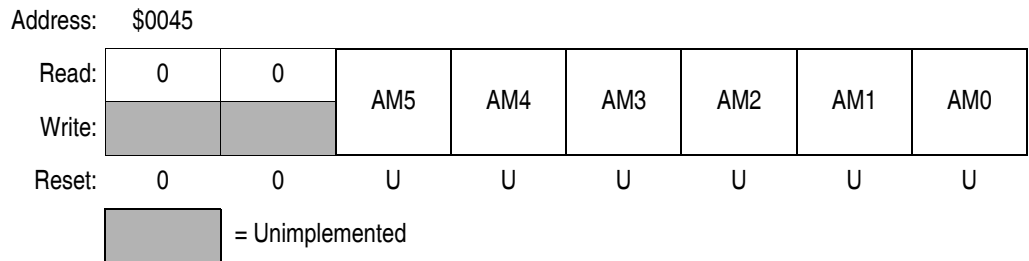 Address: $0045
Read: 0 0 AM5 AM4 AM3 AM2 AM1 AM0
Write:
Reset: 0 0 U U U U U U
= Unimplemented